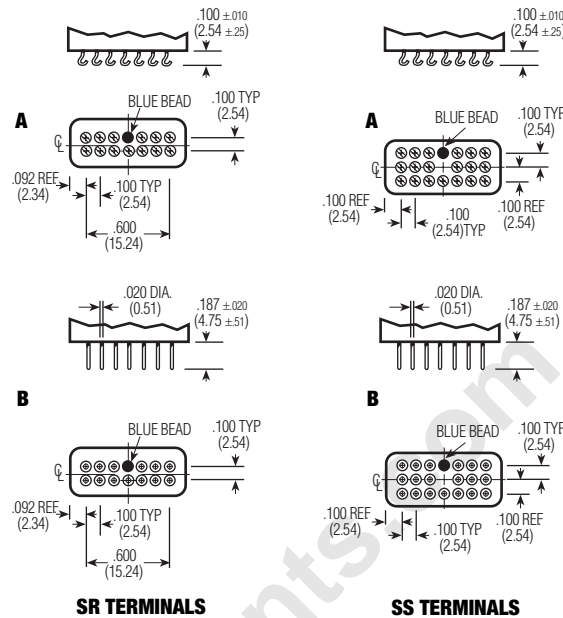 .100 ±.010
(2.54 ±.25)
A
BLUE BEAD
.100 TYP
(2.54)
℄
.092 REF
(2.34)
.100 TYP
(2.54)
.600
(15.24)
.020 DIA.
(0.51)
.187 ±.020
(4.75 ±.51)
B
BLUE BEAD
.100 TYP
(2.54)
℄
.092 REF
(2.34)
.100 TYP
(2.54)
.600
(15.24)
SR TERMINALS
.100 ±.010
(2.54 ±.25)
A
BLUE BEAD
.100 TYP
(2.54)
℄
.100 REF
(2.54)
.100
(2.54)TYP
.100 REF
(2.54)
.020 DIA.
(0.51)
.187 ±.020
(4.75 ±.51)
B
BLUE BEAD
.100 TYP
(2.54)
℄
.100 REF
(2.54)
.100 TYP
(2.54)
.100 REF
(2.54)
SS TERMINALS
nts.com